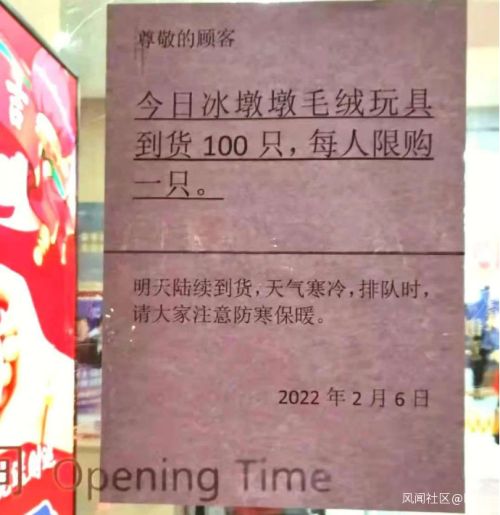 尊敬的顾客
今日冰墩墩毛绒玩具
到货 100 只，每人限购
一只。
明天陆续到货，天气寒冷，排队时，
请大家注意防寒保暖。
2022 年 2 月 6 日
间 Opening Time
风闻社区@